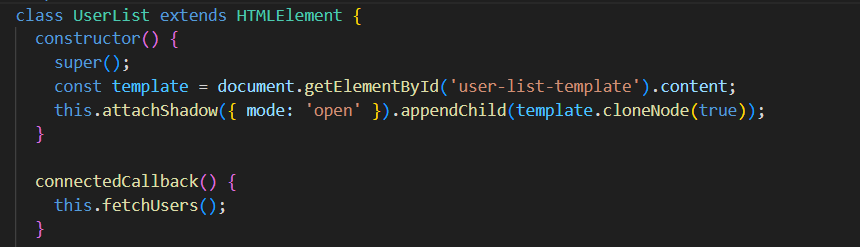 class UserList extends HTMLElement {
  constructor() {
    super();
    const template = document.getElementById('user-list-template').content;
    this.attachShadow({ mode: 'open' }).appendChild(template.cloneNode(true));
  }

  connectedCallback() {
    this.fetchUsers();
  }